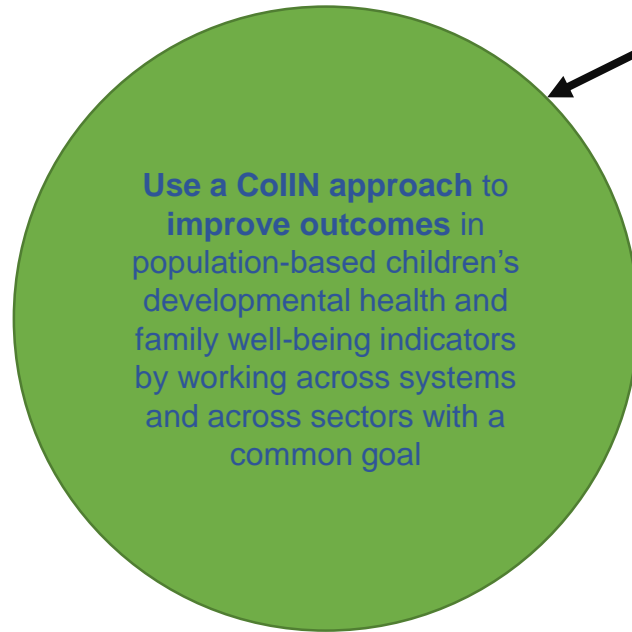 Use a CoIIN approach to
improve outcomes in
population-based children’s
developmental health and
family well-being indicators
by working across systems
and across sectors with a
common goal